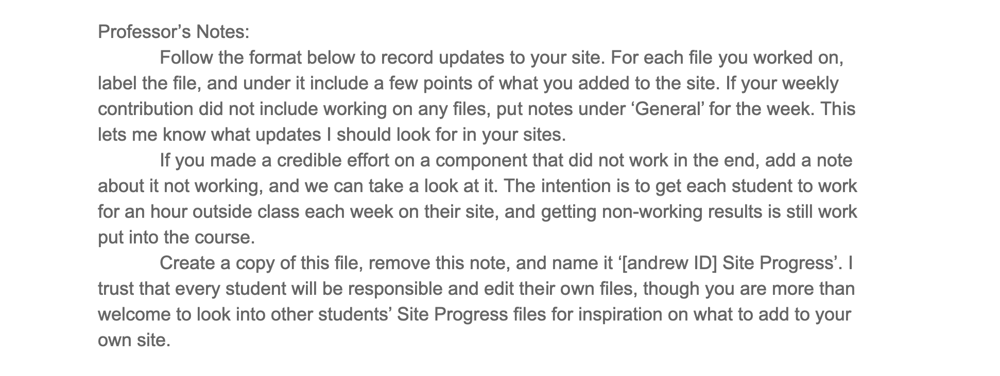 Professor’s Notes:
Follow the format below to record updates to your site. For each file you worked on,
label the file, and under it include a few points of what you added to the site. If your weekly
contribution did not include working on any files, put notes under ‘General’ for the week. This
lets me know what updates I should look for in your sites.
If you made a credible effort on a component that did not work in the end, add a note
about it not working, and we can take a look at it. The intention is to get each student to work
for an hour outside class each week on their site, and getting non-working results is still work
put into the course.
Create a copy of this file, remove this note, and name it ‘[andrew ID] Site Progress’. I
trust that every student will be responsible and edit their own files, though you are more than
welcome to look into other students’ Site Progress files for inspiration on what to add to your
own site.